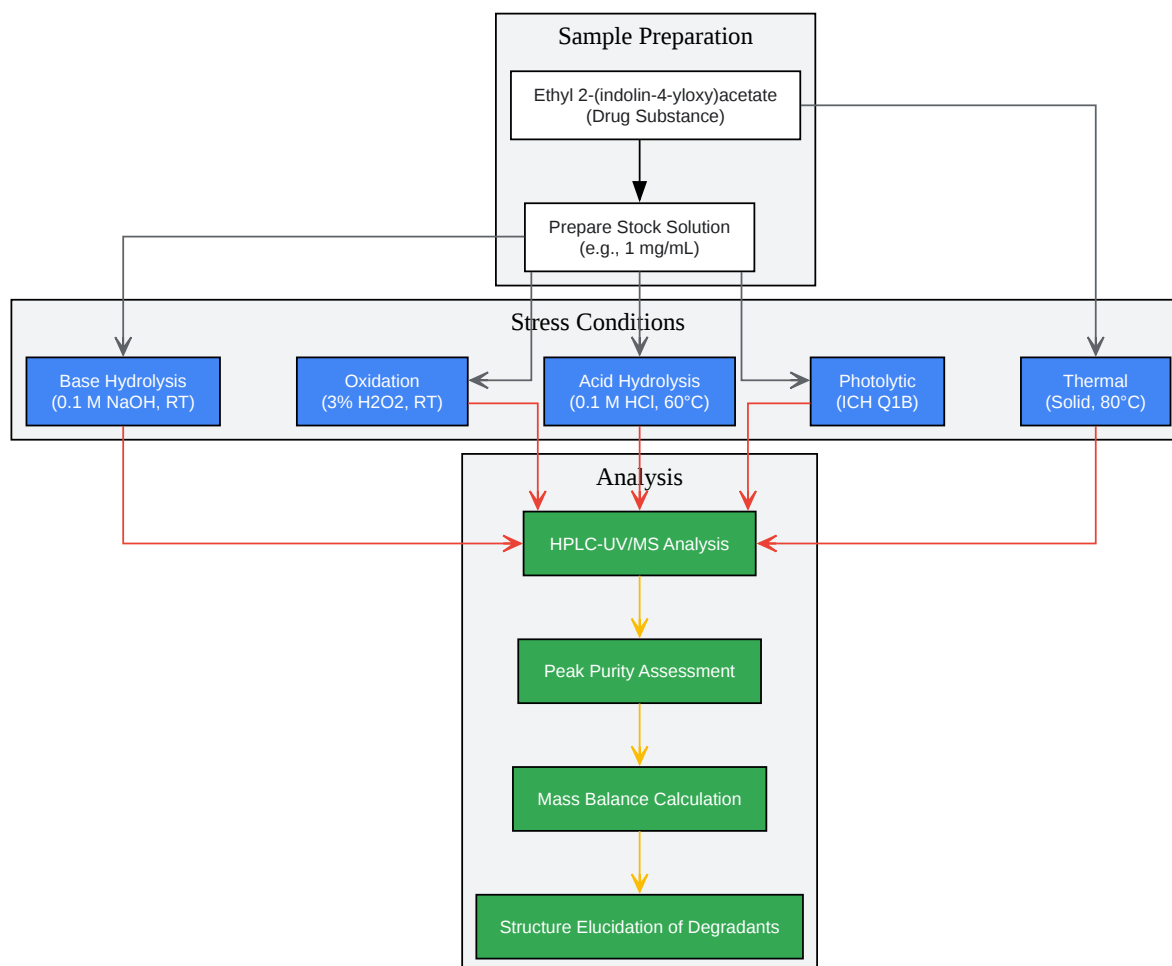 Sample Preparation
Ethyl 2-(indolin-4-yloxy)acetate
(Drug Substance)
Prepare Stock Solution
(e.g., 1 mg/mL)
Stress Conditions
Base Hydrolysis
(0.1 M NaOH, RT)
Oxidation
(3% H2O2, RT)
Acid Hydrolysis
(0.1 M HCl, 60°C)
Photolytic
(ICH Q1B)
Thermal
(Solid, 80°C)
Analysis
HPLC-UV/MS Analysis
Peak Purity Assessment
Mass Balance Calculation
Structure Elucidation of Degradants